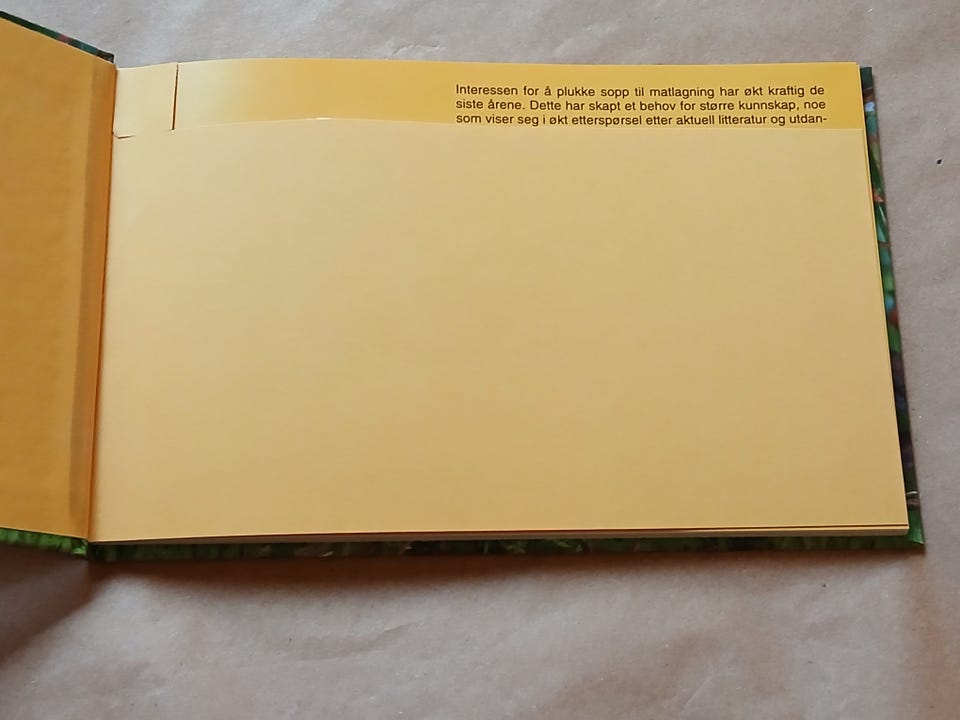 Interessen for å plukke sopp til matlagning har økt kraftig de
siste årene. Dette har skapt et behov for større kunnskap, noe
som viser seg i økt etterspørsel etter aktuell litteratur og utdan-